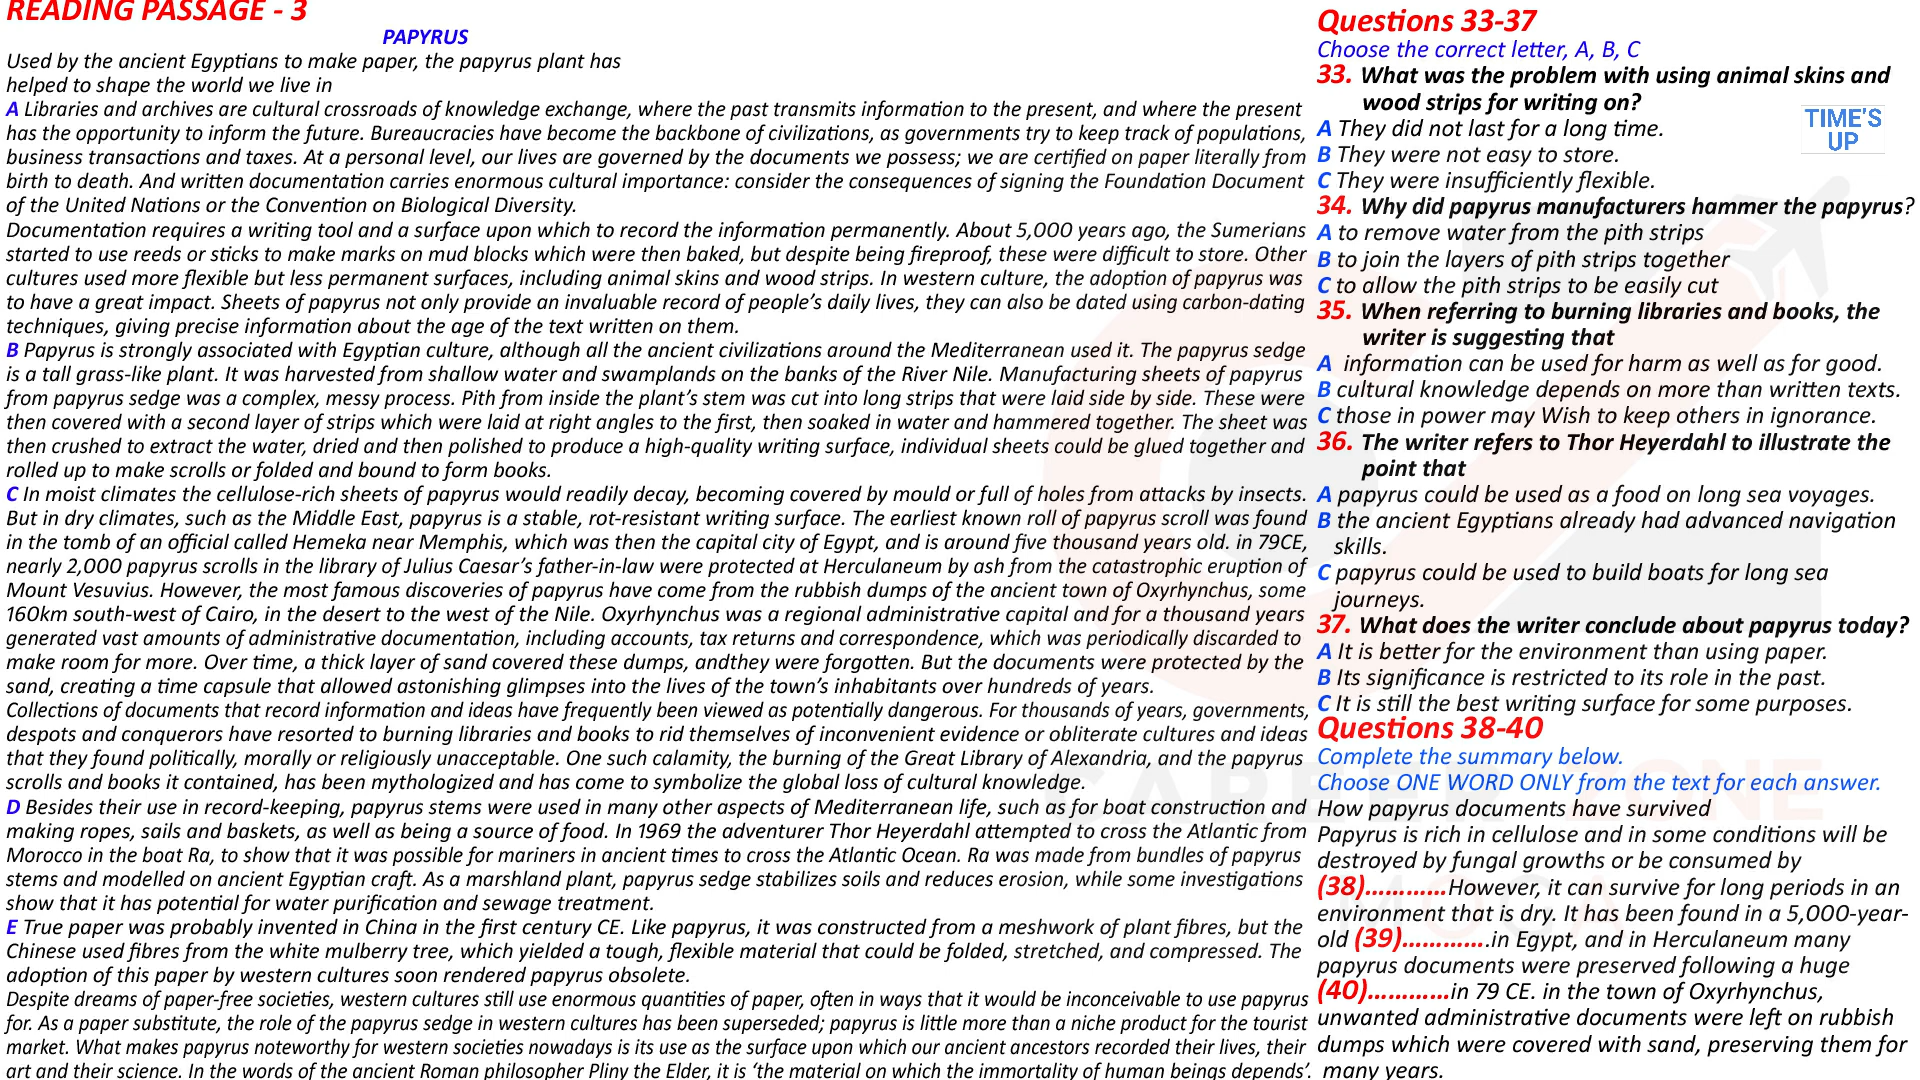 READING PASSAGE - 3
PAPYRUS
Used by the ancient Egyptians to make paper, the papyrus plant has
helped to shape the world we live in
A Libraries and archives are cultural crossroads of knowledge exchange, where the past transmits information to the present, and where the present
has the opportunity to inform the future. Bureaucracies have become the backbone of civilizations, as governments try to keep track of populations,
business transactions and taxes. At a personal level, our lives are governed by the documents we possess; we are certified on paper literally from
birth to death. And written documentation carries enormous cultural importance: consider the consequences of signing the Foundation Document
of the United Nations or the Convention on Biological Diversity.
Documentation requires a writing tool and a surface upon which to record the information permanently. About 5,000 years ago, the Sumerians
started to use reeds or sticks to make marks on mud blocks which were then baked, but despite being fireproof, these were difficult to store. Other
cultures used more flexible but less permanent surfaces, including animal skins and wood strips. In western culture, the adoption of papyrus was
to have a great impact. Sheets of papyrus not only provide an invaluable record of people's daily lives, they can also be dated using carbon-dating
techniques, giving precise information about the age of the text written on them.
B Papyrus is strongly associated with Egyptian culture, although all the ancient civilizations around the Mediterranean used it. The papyrus sedge
is a tall grass-like plant. It was harvested from shallow water and swamplands on the banks of the River Nile. Manufacturing sheets of papyrus
from papyrus sedge was a complex, messy process. Pith from inside the plant's stem was cut into long strips that were laid side by side. These were
then covered with a second layer of strips which were laid at right angles to the first, then soaked in water and hammered together. The sheet was
then crushed to extract the water, dried and then polished to produce a high-quality writing surface, individual sheets could be glued together and
rolled up to make scrolls or folded and bound to form books.
C In moist climates the cellulose-rich sheets of papyrus would readily decay, becoming covered by mould or full of holes from attacks by insects.
But in dry climates, such as the Middle East, papyrus is a stable, rot-resistant writing surface. The earliest known roll of papyrus scroll was found
in the tomb of an official called Hemeka near Memphis, which was then the capital city of Egypt, and is around five thousand years old. in 79CE,
nearly 2,000 papyrus scrolls in the library of Julius Caesar's father-in-law were protected at Herculaneum by ash from the catastrophic eruption of
Mount Vesuvius. However, the most famous discoveries of papyrus have come from the rubbish dumps of the ancient town of Oxyrhynchus, some
160km south-west of Cairo, in the desert to the west of the Nile. Oxyrhynchus was a regional administrative capital and for a thousand years
generated vast amounts of administrative documentation, including accounts, tax returns and correspondence, which was periodically discarded to
make room for more. Over time, a thick layer of sand covered these dumps, andthey were forgotten. But the documents were protected by the
sand, creating a time capsule that allowed astonishing glimpses into the lives of the town's inhabitants over hundreds of years.
Collections of documents that record information and ideas have frequently been viewed as potentially dangerous. For thousands of years, governments,
despots and conquerors have resorted to burning libraries and books to rid themselves of inconvenient evidence or obliterate cultures and ideas
that they found politically, morally or religiously unacceptable. One such calamity, the burning of the Great Library of Alexandria, and the papyrus
scrolls and books it contained, has been mythologized and has come to symbolize the global loss of cultural knowledge.
D Besides their use in record-keeping, papyrus stems were used in many other aspects of Mediterranean life, such as for boat construction and
making ropes, sails and baskets, as well as being a source of food. In 1969 the adventurer Thor Heyerdahl attempted to cross the Atlantic from
Morocco in the boat Ra, to show that it was possible for mariners in ancient times to cross the Atlantic Ocean. Ra was made from bundles of papyrus
stems and modelled on ancient Egyptian craft. As a marshland plant, papyrus sedge stabilizes soils and reduces erosion, while some investigations
show that it has potential for water purification and sewage treatment.
E True paper was probably invented in China in the first century CE. Like papyrus, it was constructed from a meshwork of plant fibres, but the
Chinese used fibres from the white mulberry tree, which yielded a tough, flexible material that could be folded, stretched, and compressed. The
adoption of this paper by western cultures soon rendered papyrus obsolete.
Despite dreams of paper-free societies, western cultures still use enormous quantities of paper, often in ways that it would be inconceivable to use papyrus
for. As a paper substitute, the role of the papyrus sedge in western cultures has been superseded; papyrus is little more than a niche product for the tourist
market. What makes papyrus noteworthy for western societies nowadays is its use as the surface upon which our ancient ancestors recorded their lives, their
art and their science. In the words of the ancient Roman philosopher Pliny the Elder, it is 'the material on which the immortality of human beings depends'.
Questions 33-37
Choose the correct letter, A, B, C
33. What was the problem with using animal skins and
wood strips for writing on?
TIME'S
UP
A They did not last for a long time.
B They were not easy to store.
C They were insufficiently flexible.
34. Why did papyrus manufacturers hammer the papyrus?
A to remove water from the pith strips
B to join the layers of pith strips together
C to allow the pith strips to be easily cut
35. When referring to burning libraries and books, the
writer is suggesting that
A information can be used for harm as well as for good.
B cultural knowledge depends on more than written texts.
C those in power may Wish to keep others in ignorance.
36. The writer refers to Thor Heyerdahl to illustrate the
point that
A papyrus could be used as a food on long sea voyages.
B the ancient Egyptians already had advanced navigation
skills.
C papyrus could be used to build boats for long sea
journeys.
37. What does the writer conclude about papyrus today?
A It is better for the environment than using paper.
B Its significance is restricted to its role in the past.
C It is still the best writing surface for some purposes.
Questions 38-40
Complete the summary below.
Choose ONE WORD ONLY from the text for each answer.
How papyrus documents have survived
Papyrus is rich in cellulose and in some conditions will be
destroyed by fungal growths or be consumed by
(38)............However, it can survive for long periods in an
environment that is dry. It has been found in a 5,000-year-
old (39).............in Egypt, and in Herculaneum many
papyrus documents were preserved following a huge
(40)............in 79 CE. in the town of Oxyrhynchus,
unwanted administrative documents were left on rubbish
dumps which were covered with sand, preserving them for
many years.
CAREER ZONE
MOGA